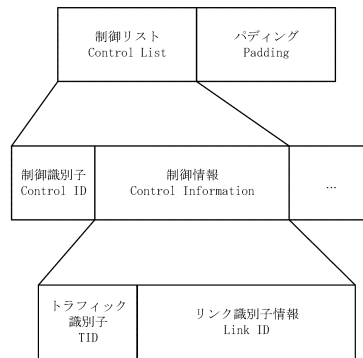 制御リスト
Control List
パディング
Padding
制御識別子
Control ID
制御情報
Control Information
...
トラフィック
識別子
TID
リンク識別子情報
Link ID